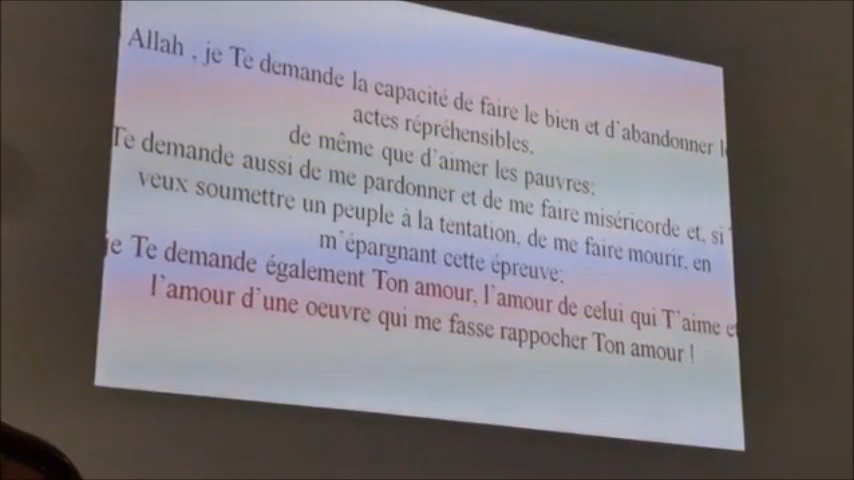 Allah , je Te demande la capacité de faire le bien et d'abandonner
actes répréhensibles.
de même que d'aimer les pauvres;
Te demande aussi de me pardonner et de me faire miséricorde et, si
veux soumettre un peuple à la tentation, de me faire mourir, en
m'épargnant cette épreuve;
je Te demande également Ton amour, l'amour de celui qui T'aime et
l'amour d'une oeuvre qui me fasse rappocher Ton amour !